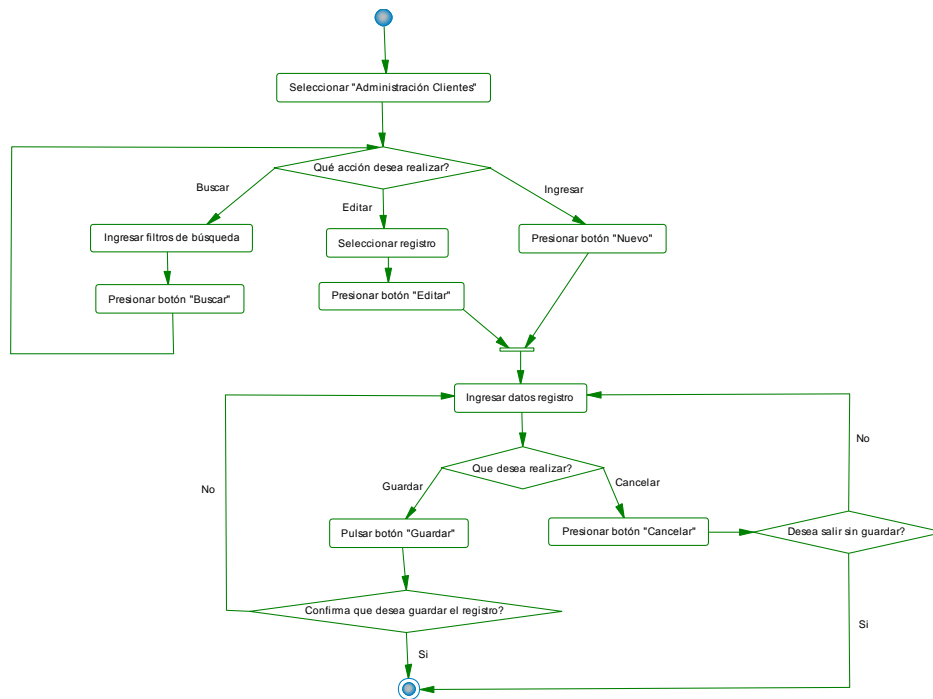 Seleccionar "Administración Clientes"
Qué acción desea realizar?
Buscar
Editar
Ingresar
Ingresar filtros de búsqueda
Seleccionar registro
Presionar botón "Nuevo"
Presionar botón "Buscar"
Presionar botón "Editar"
Ingresar datos registro
No
Que desea realizar?
Guardar
Cancelar
No
Pulsar botón "Guardar"
Presionar botón "Cancelar"
Desea salir sin guardar?
Confirma que desea guardar el registro?
Si
Si